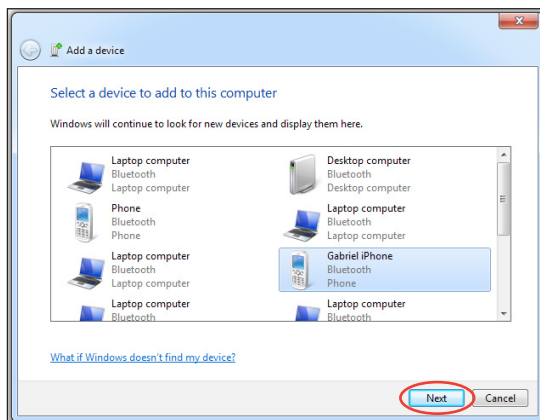 Add a device
Select a device to add to this computer
Windows will continue to look for new devices and display them here.
Laptop computer
Bluetooth
Laptop computer
Desktop computer
Bluetooth
Desktop computer
Phone
Bluetooth
Phone
Laptop computer
Bluetooth
Laptop computer
Laptop computer
Bluetooth
Laptop computer
Gabriel iPhone
Bluetooth
Phone
Laptop computer
Bluetooth
Laptop computer
Bluetooth
What if Windows doesn't find my device?
Next
Cancel